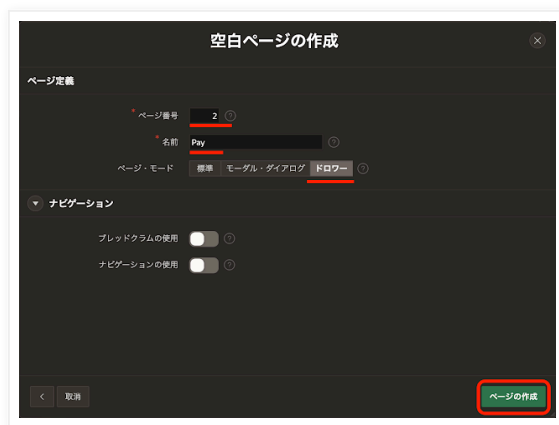 空白ページの作成
ページ定義
* ページ番号 2
* 名前 Pay
ページ・モード 標準 モーダル・ダイアログ ドロワー
ナビゲーション
ブレッドクラムの使用
ナビゲーションの使用
取消 ページの作成